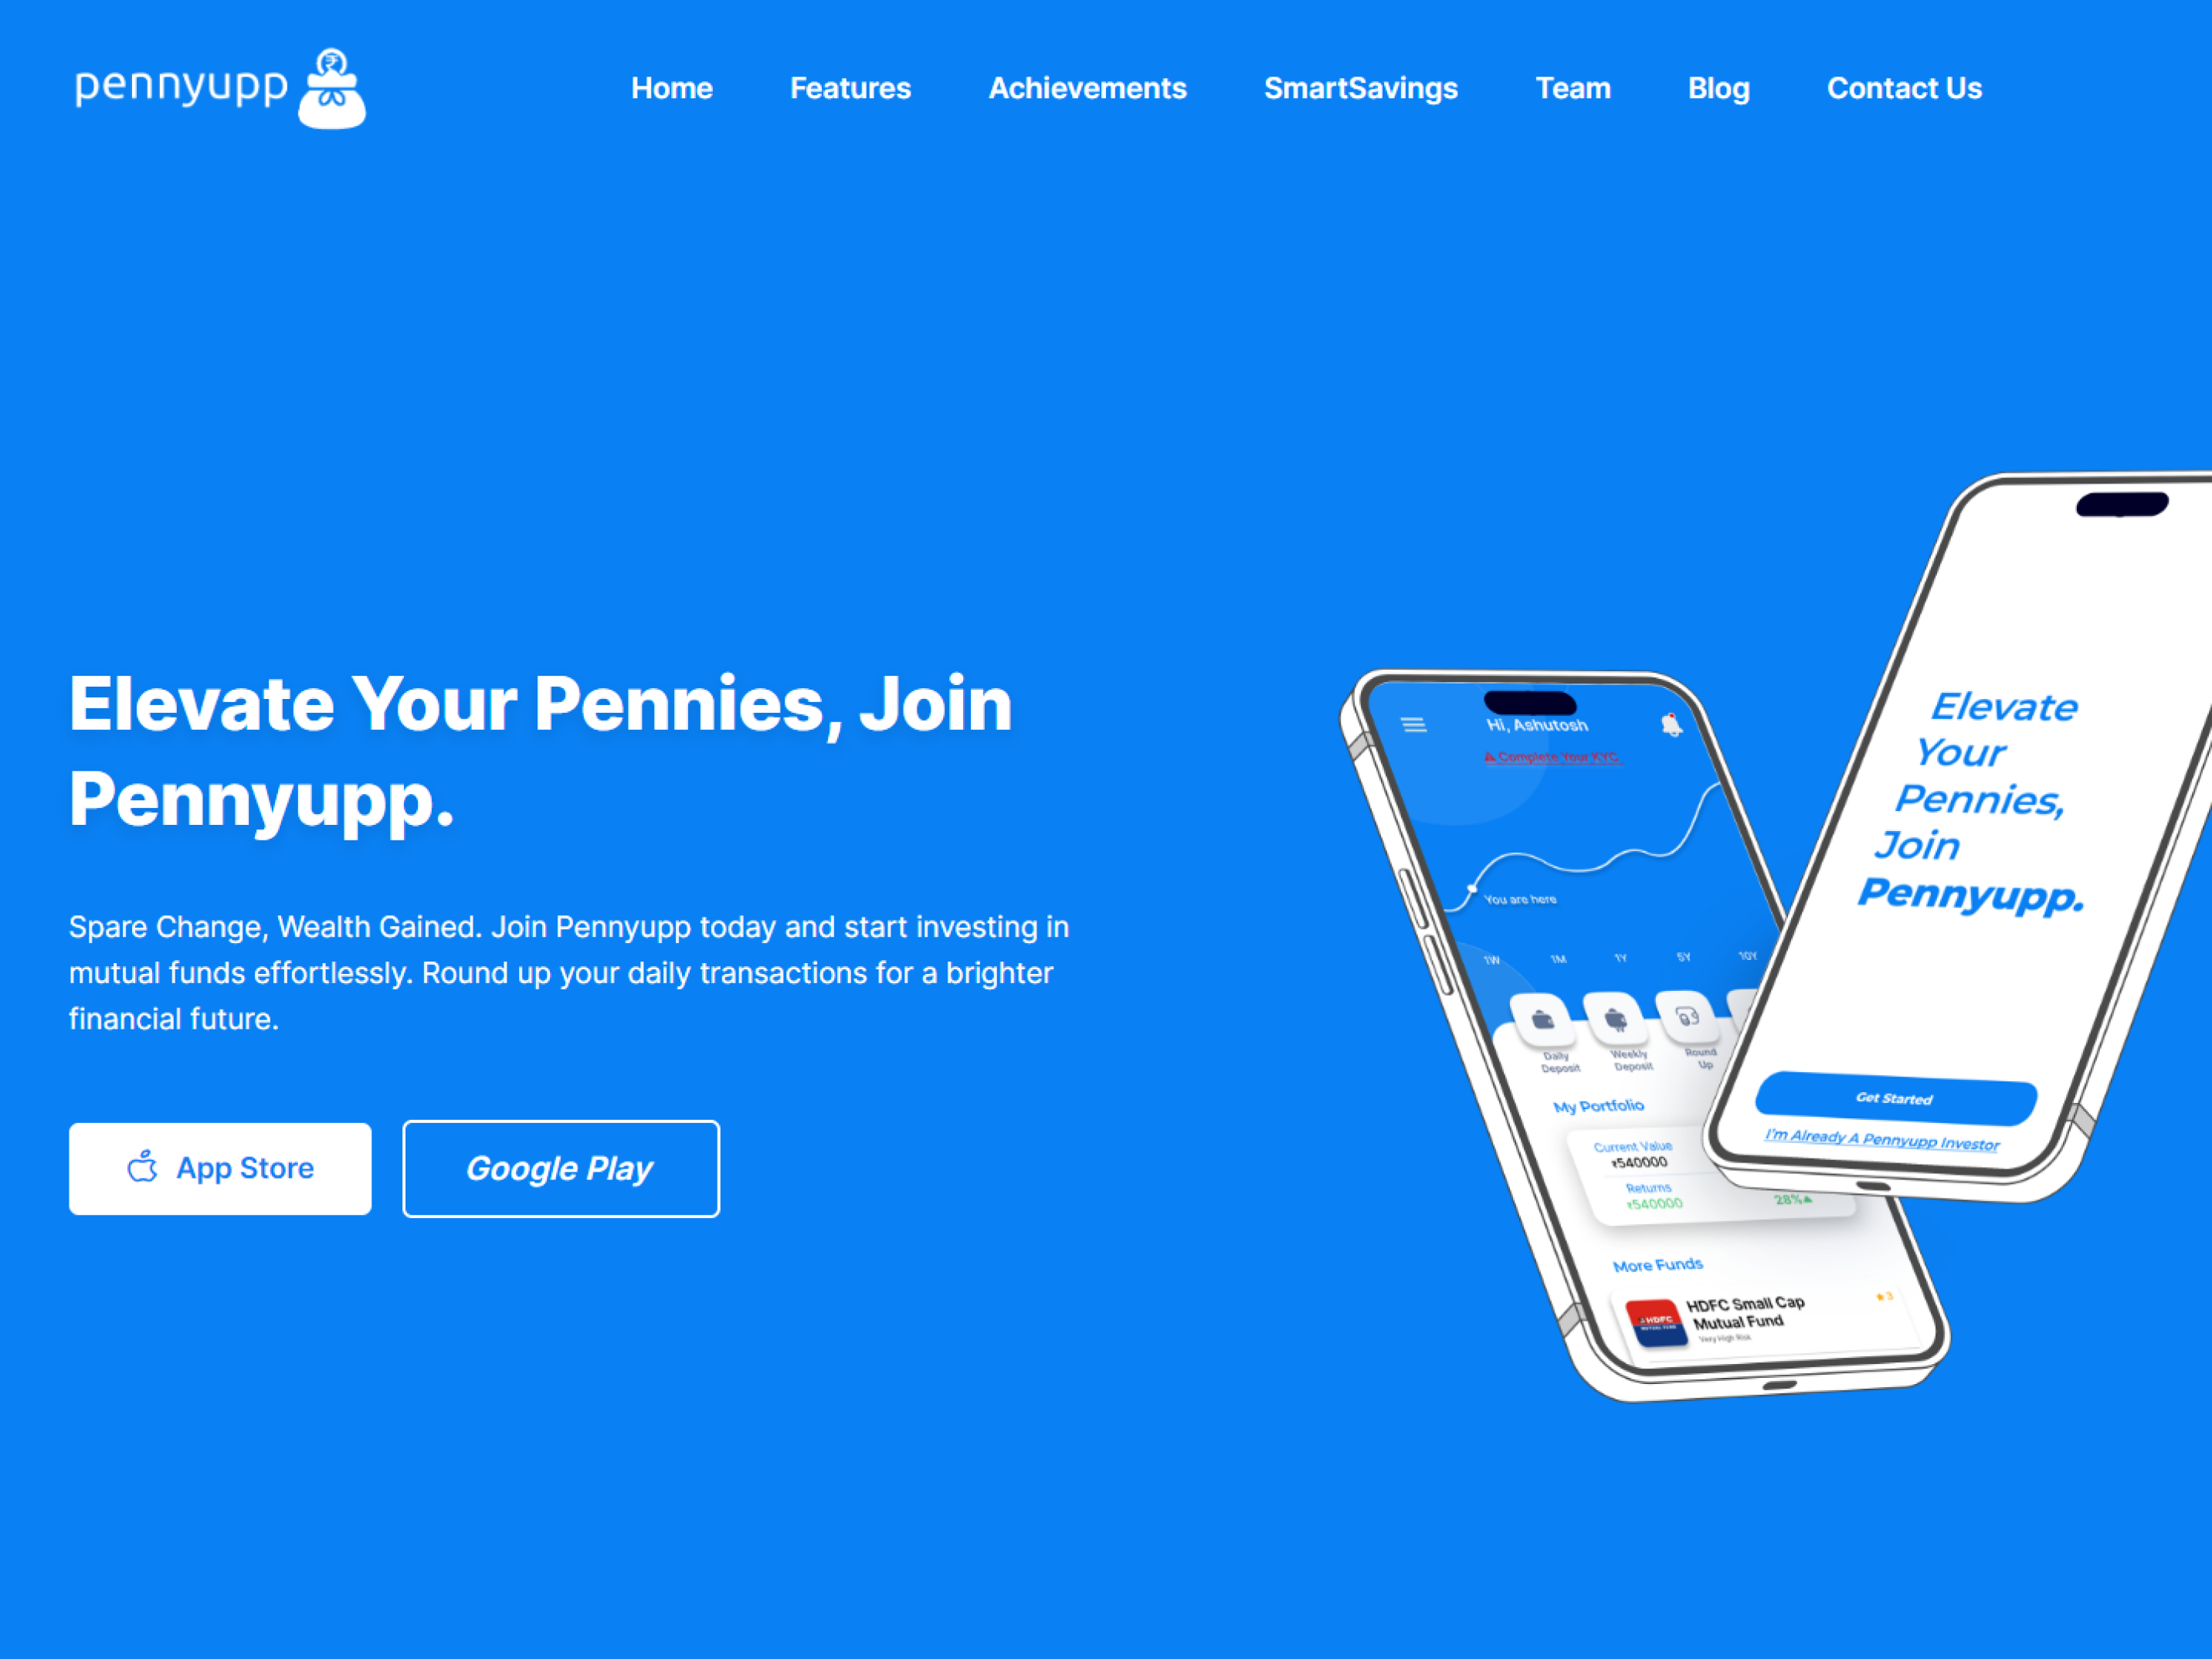 pennyupp
Home Features Achievements SmartSavings Team Blog Contact Us
Elevate Your Pennies, Join
Pennyupp.
Spare Change, Wealth Gained. Join Pennyupp today and start investing in
mutual funds effortlessly. Round up your daily transactions for a brighter
financial future.
App Store
Google Play
Hi, Ashutosh
Complete Your KYC
You are here
1W 1M 1Y 5Y 10Y
Daily
Deposit
Weekly
Deposit
Round
Up
My Portfolio
Current Value
₹540000
Returns
₹540000
28%▲
More Funds
HDFC
MUTUAL FUND
HDFC Small Cap
Mutual Fund
Very High Risk
★3
Elevate
Your
Pennies,
Join
Pennyupp.
Get Started
I'm Already A Pennyupp Investor